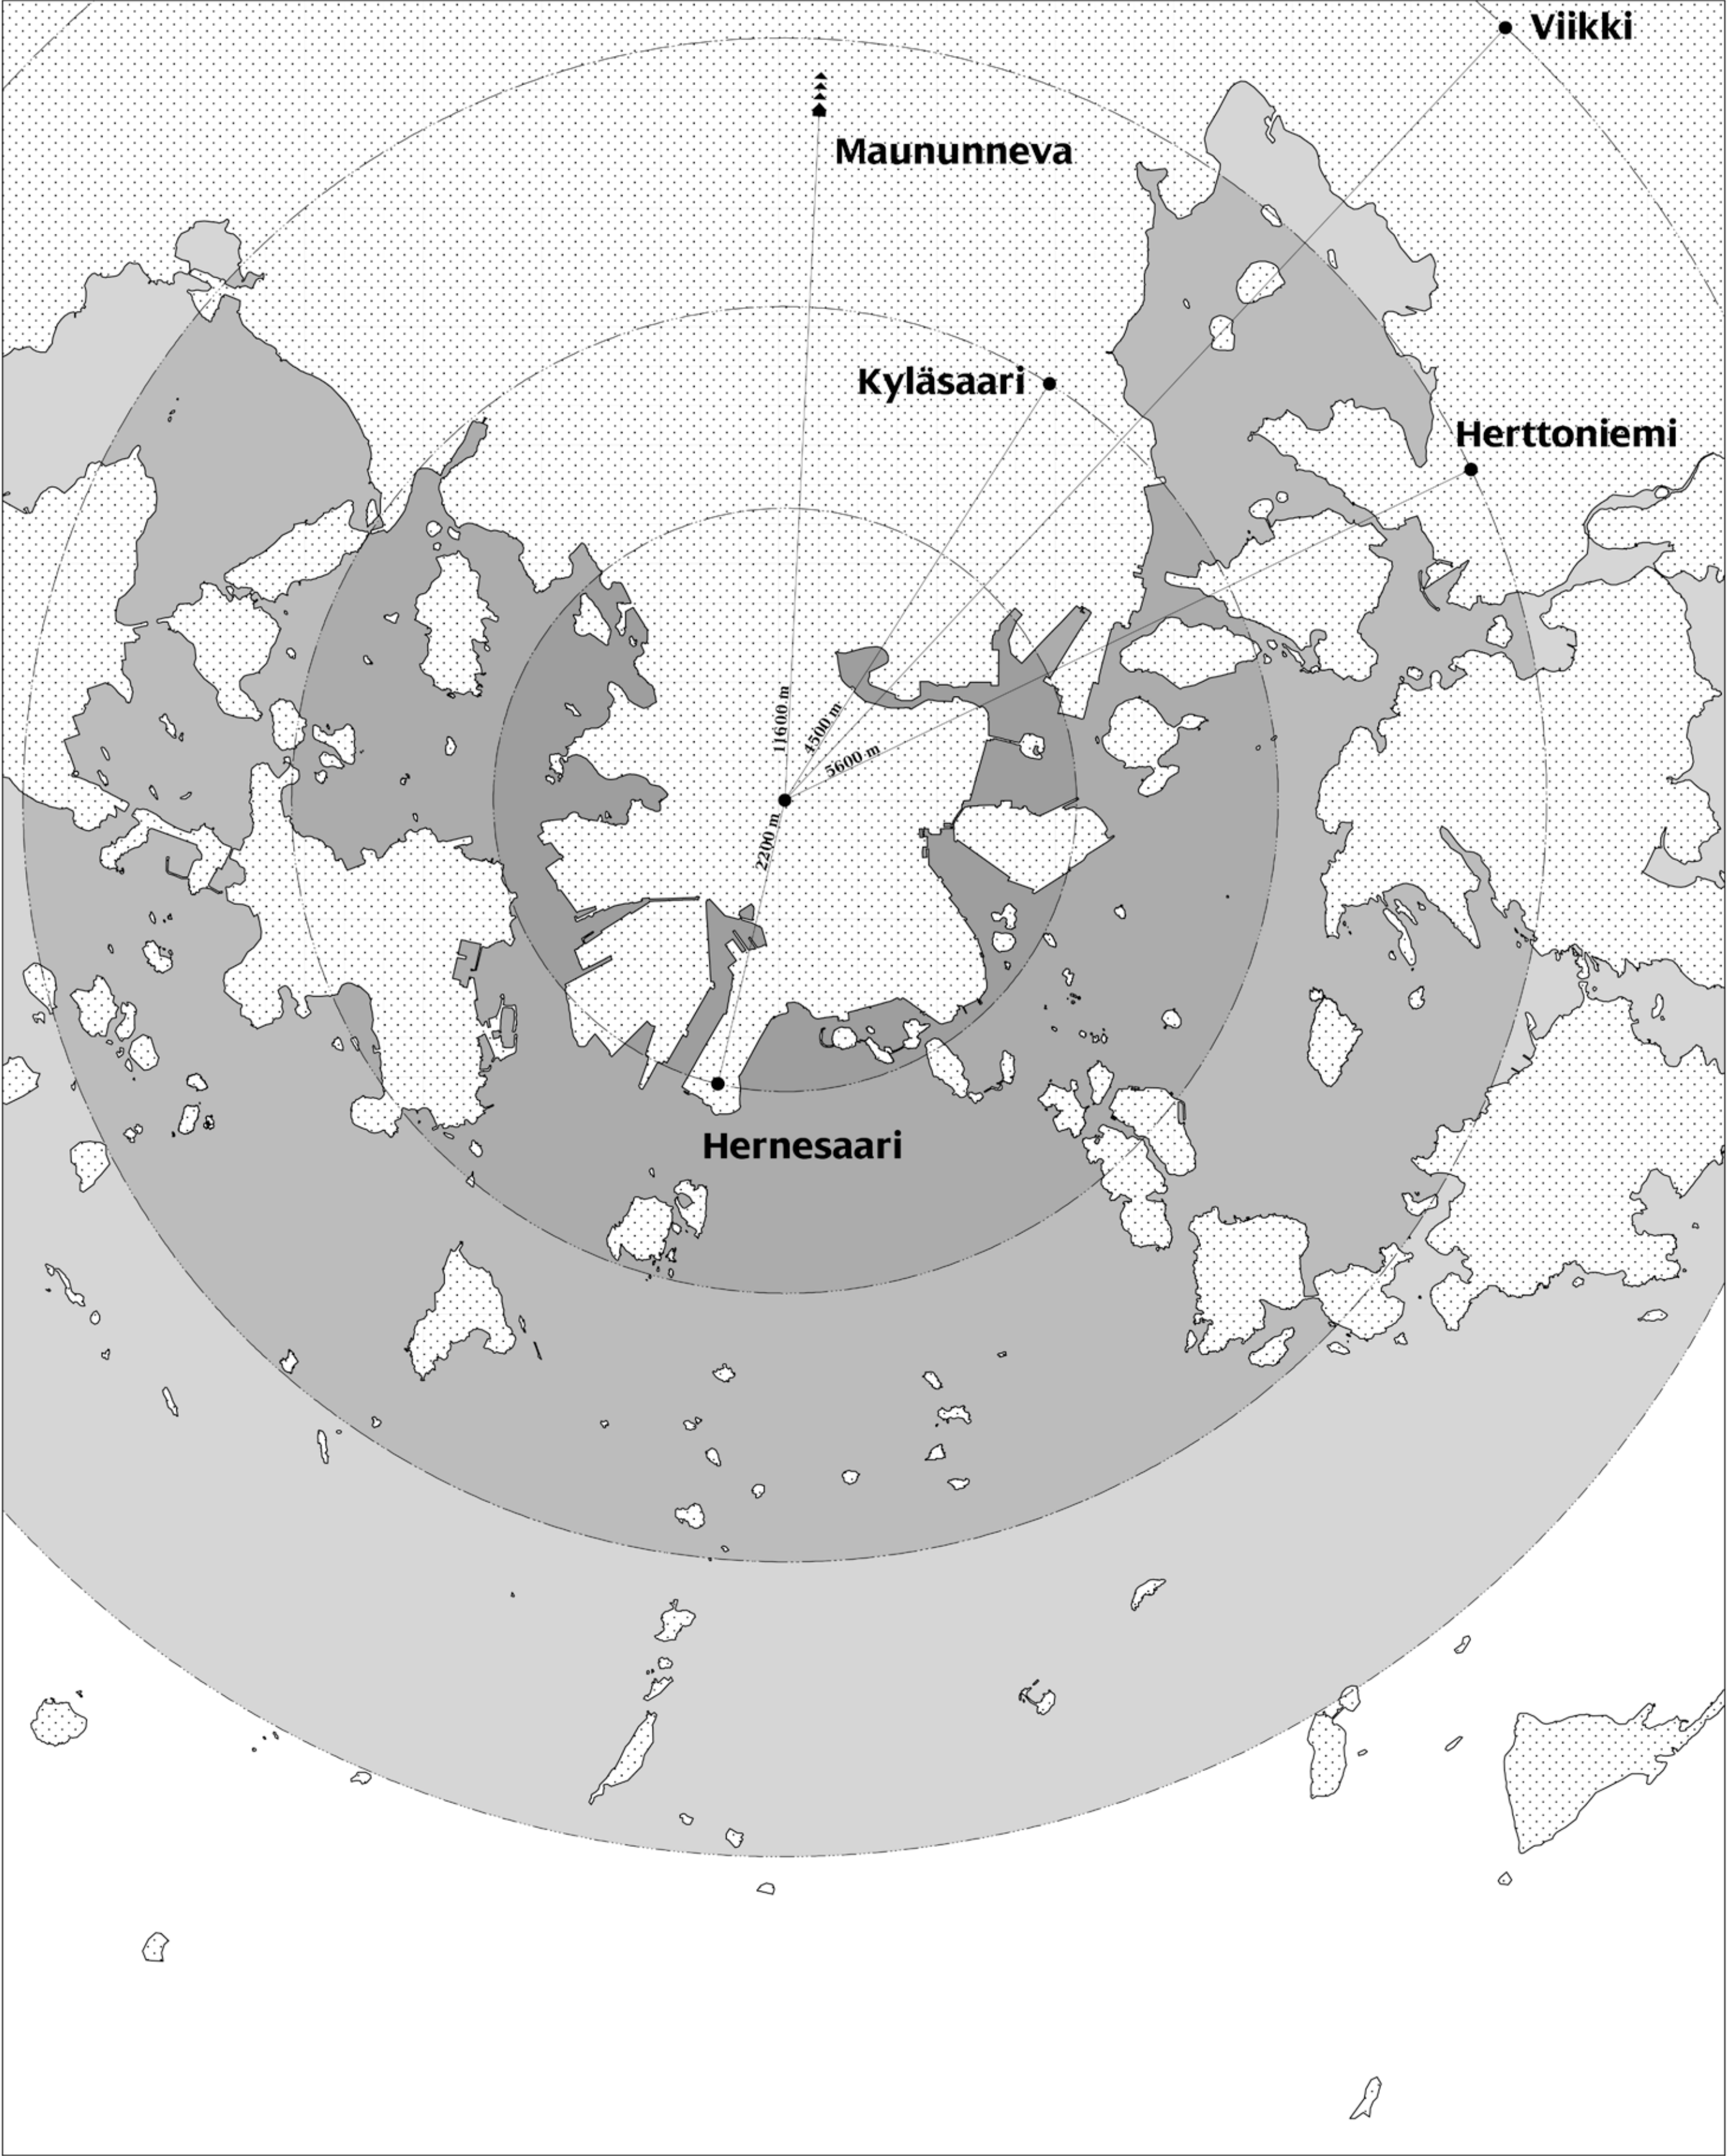 Viikki
Maununneva
Kyläsaari
Herttoniemi
11600 m
4500 m
5600 m
2200 m
Hernesaari